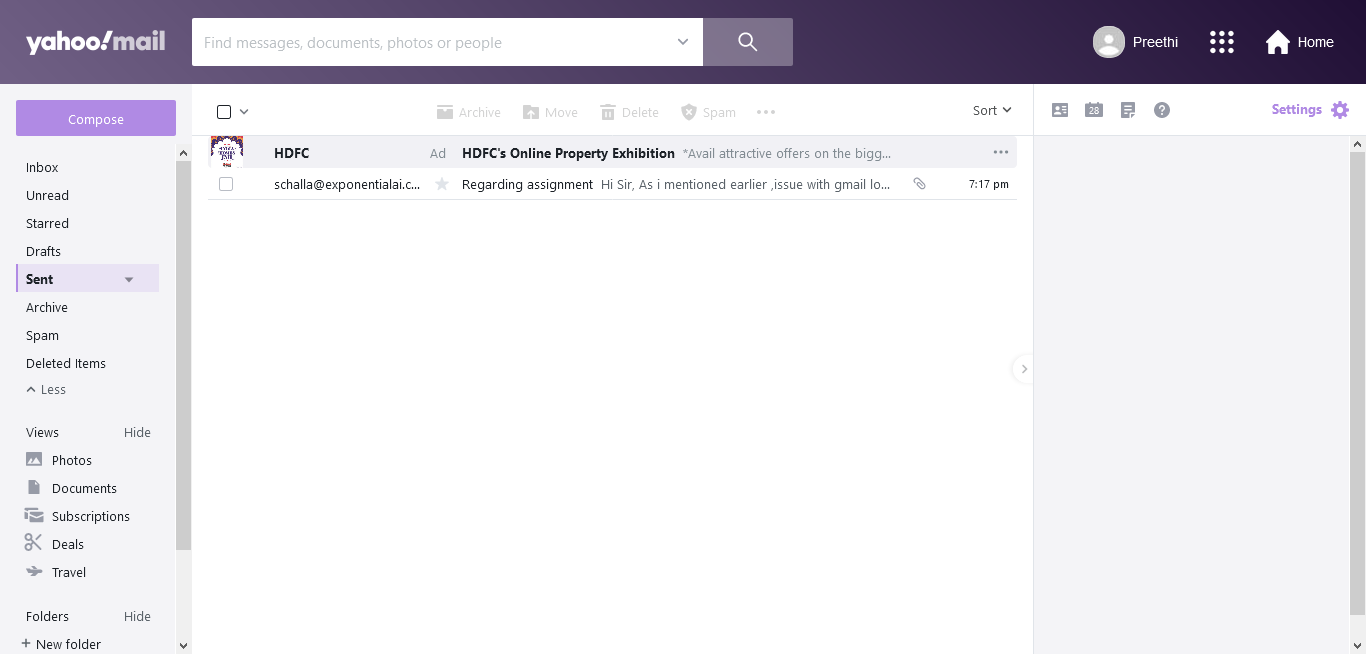 yahoo!mail
Find messages, documents, photos or people
Preethi
Home
Compose
Inbox
Unread
Starred
Drafts
Sent
Archive
Spam
Deleted Items
Less
Views Hide
Photos
Documents
Subscriptions
Deals
Travel
Folders Hide
+ New folder
Archive Move Delete Spam
Sort
HDFC Ad HDFC's Online Property Exhibition *Avail attractive offers on the bigg...
schalla@exponentialai.c... Regarding assignment Hi Sir, As i mentioned earlier ,issue with gmail lo... 7:17 pm
28
Settings